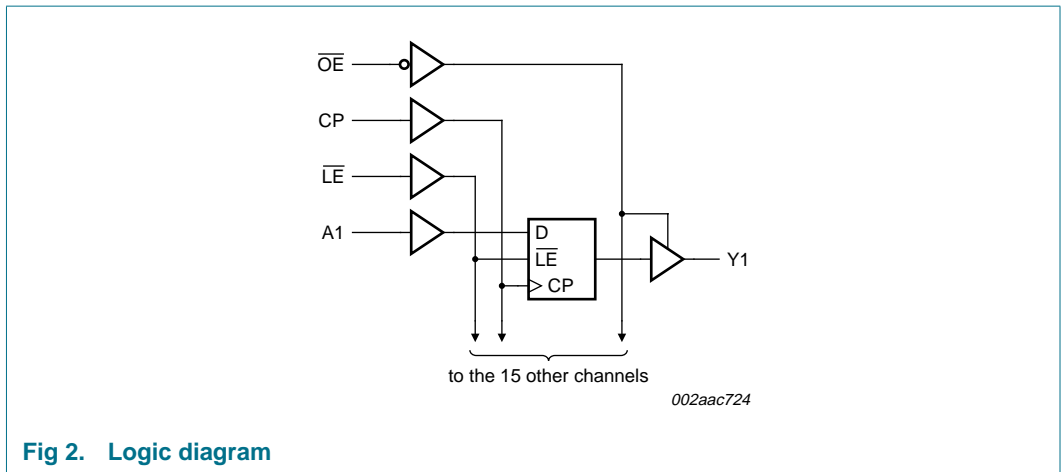 OE
CP
LE
A1
D
LE
CP
Y1
to the 15 other channels
002aac724
Fig 2. Logic diagram